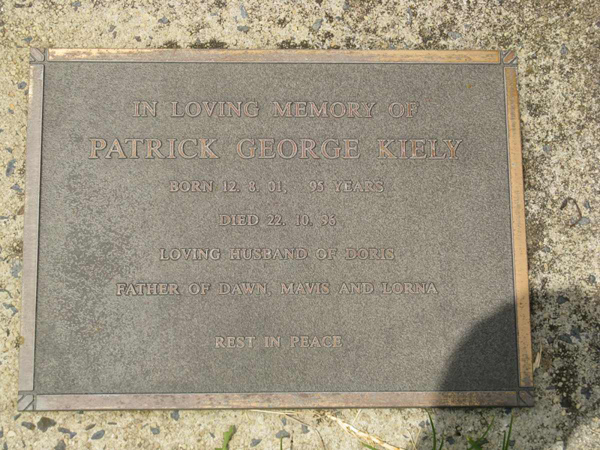 IN LOVING MEMORY OF
PATRICK GEORGE KIELY
BORN 12. 8. 01, 95 YEARS
DIED 22. 10. 96
LOVING HUSBAND OF DORIS
FATHER OF DAWN, MAVIS AND LORNA
REST IN PEACE